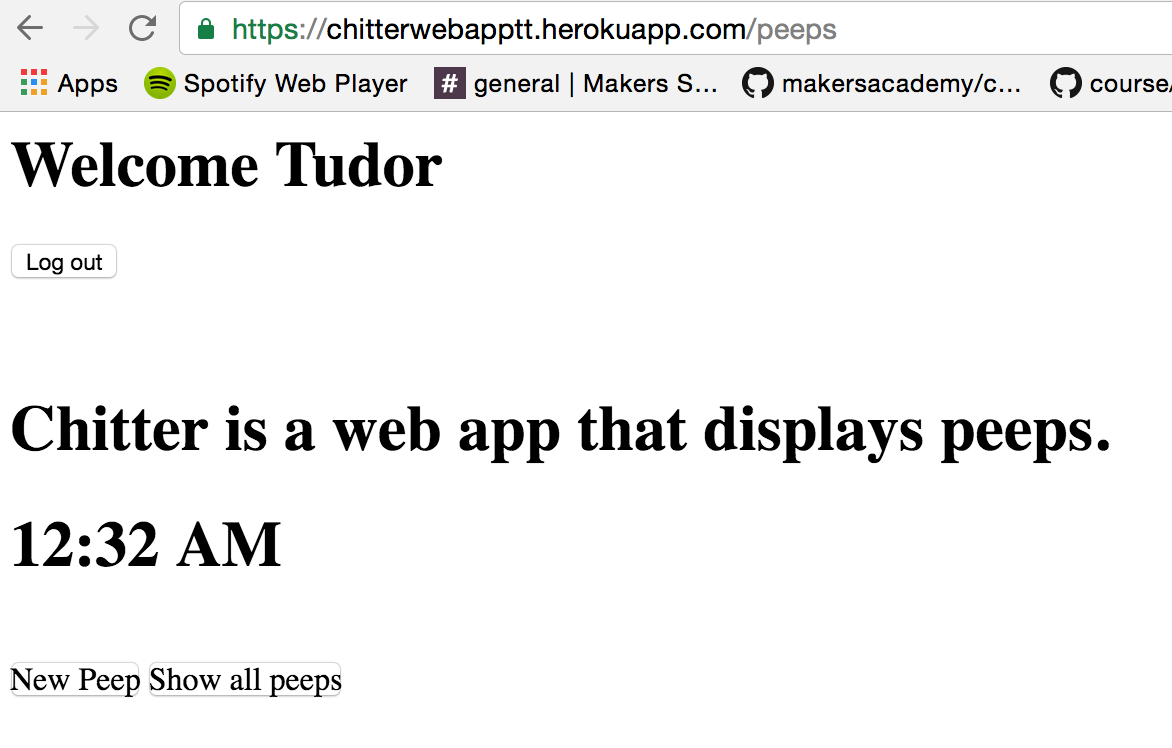 https://chitterwebapptt.herokuapp.com/peeps
Apps Spotify Web Player # general | Makers S... makersacademy/c... course/
Welcome Tudor
Log out
Chitter is a web app that displays peeps.
12:32 AM
New Peep Show all peeps